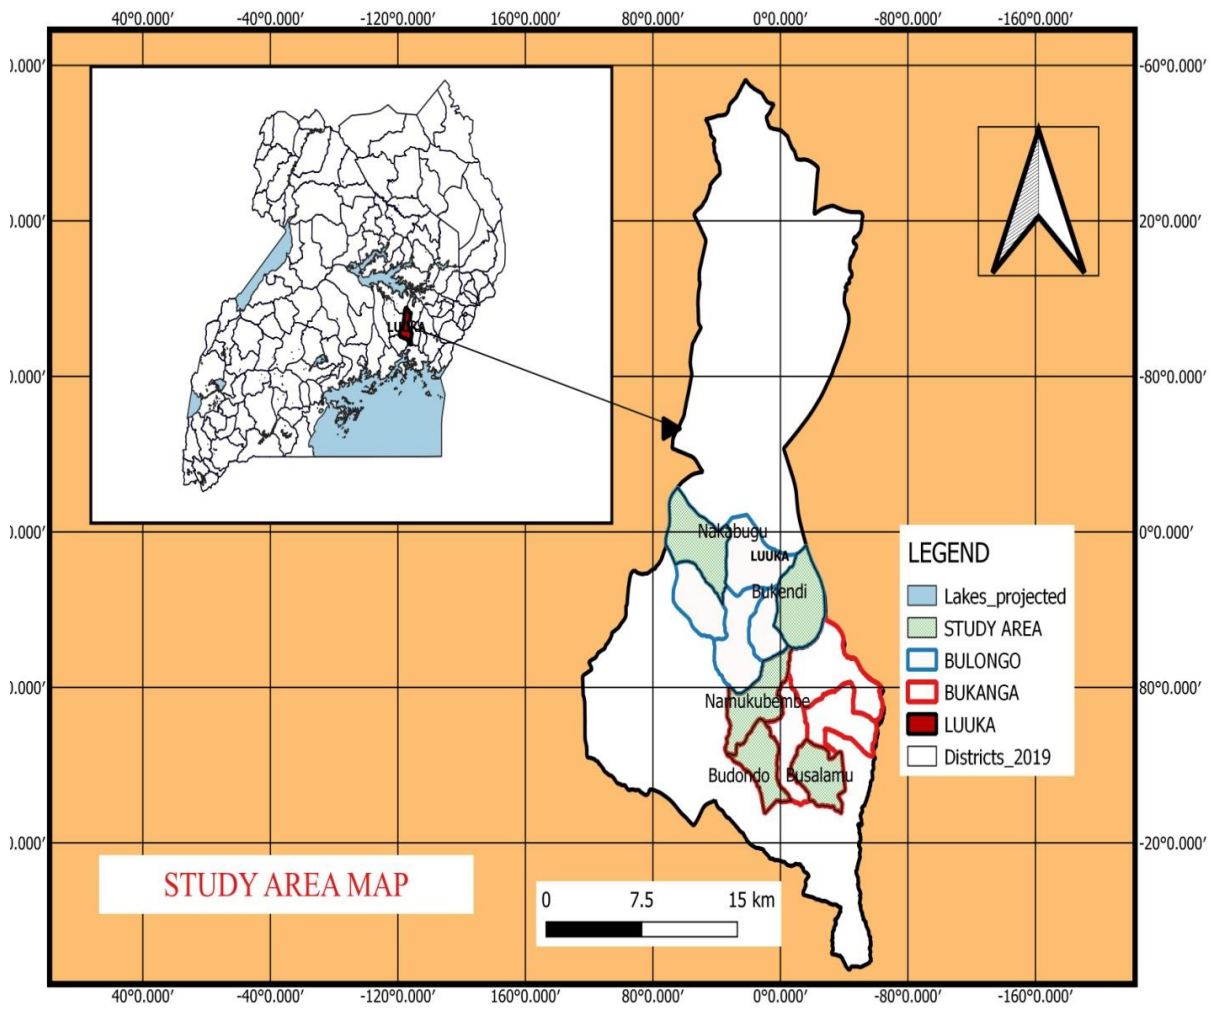 40°0.000′ -40°0.000′ -120°0.000′ 160°0.000′ 80°0.000′ 0°0.000′ -80°0.000′ -160°0.000′
-60°0.000′
20°0.000′
-80°0.000′
0°0.000′
80°0.000′
-20°0.000′
LUUKA
Nakabugu
LUUKA
Bukendi
Namukubembe
Budondo
Busalamu
LEGEND
Lakes_projected
STUDY AREA
BULONGO
BUKANGA
LUUKA
Districts_2019
STUDY AREA MAP
0 7.5 15 km
40°0.000′ -40°0.000′ -120°0.000′ 160°0.000′ 80°0.000′ 0°0.000′ -80°0.000′ -160°0.000′